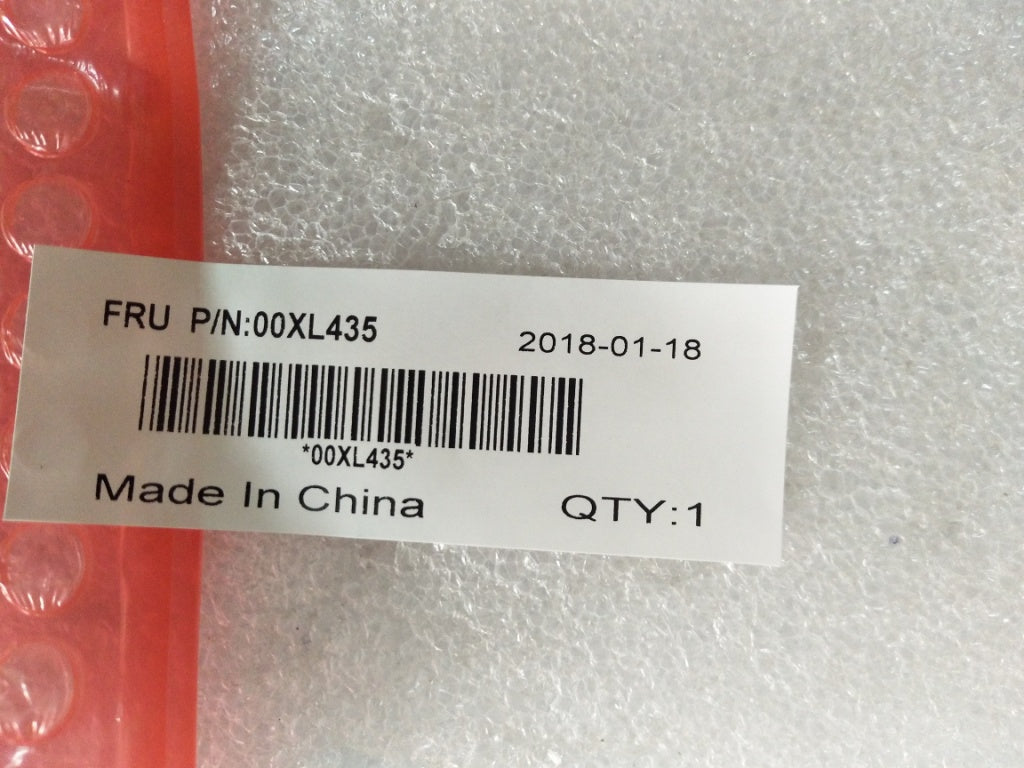 FRU P/N:00XL435
2018-01-18
*00XL435*
Made In China
QTY:1